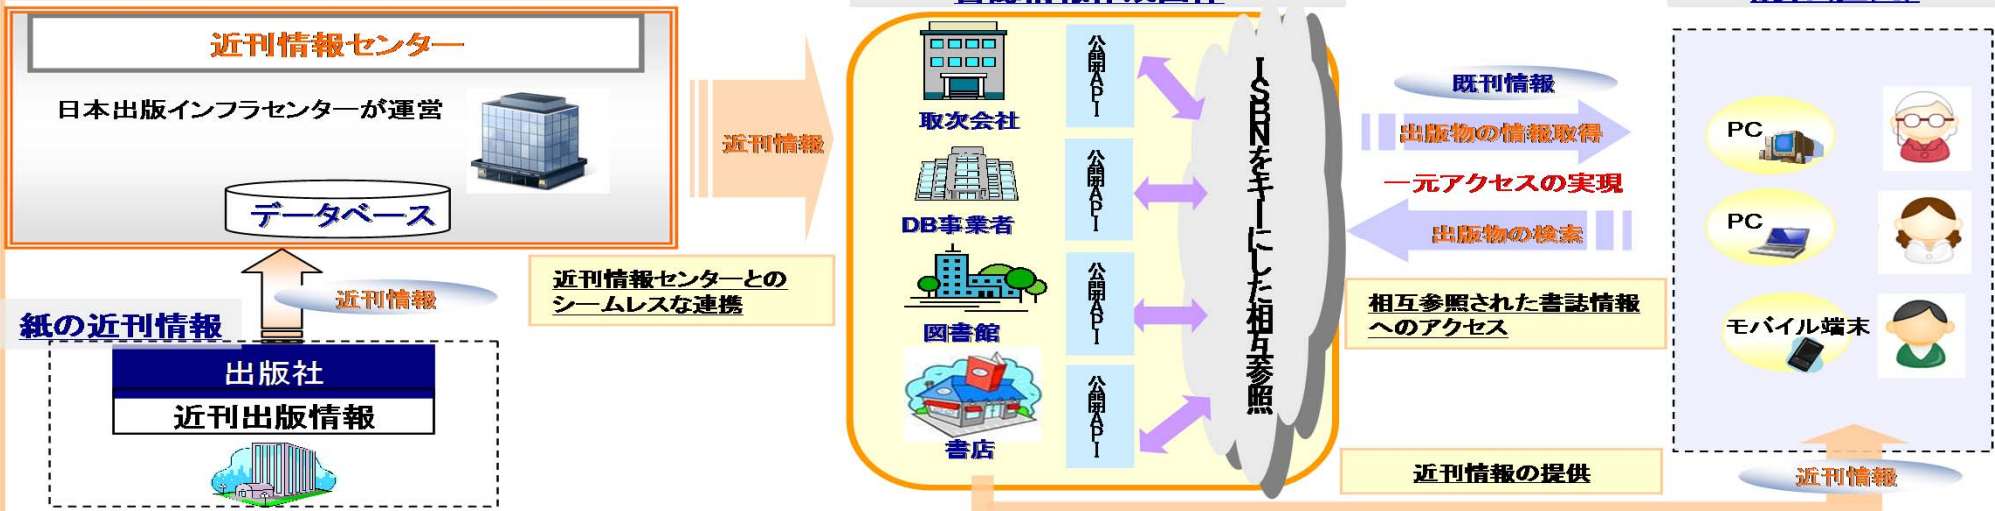 近刊情報センター
日本出版インフラセンターが運営
データベース
近刊情報
紙の近刊情報
出版社
近刊出版情報
近刊情報センターとの
シームレスな連携
近刊情報
取次会社
公開API
DB事業者
公開API
図書館
公開API
書店
公開API
ISBNをキーにした相互参照
既刊情報
出版物の情報取得
一元アクセスの実現
出版物の検索
相互参照された書誌情報
へのアクセス
近刊情報の提供
PC
PC
モバイル端末
近刊情報